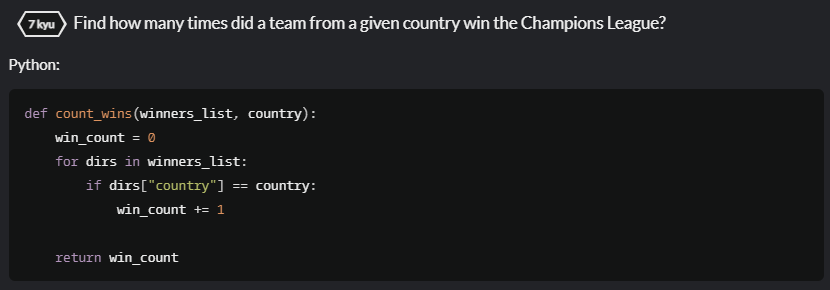 7 kyu Find how many times did a team from a given country win the Champions League?
Python:
def count_wins(winners_list, country):
    win_count = 0
    for dirs in winners_list:
        if dirs["country"] == country:
            win_count += 1
    return win_count